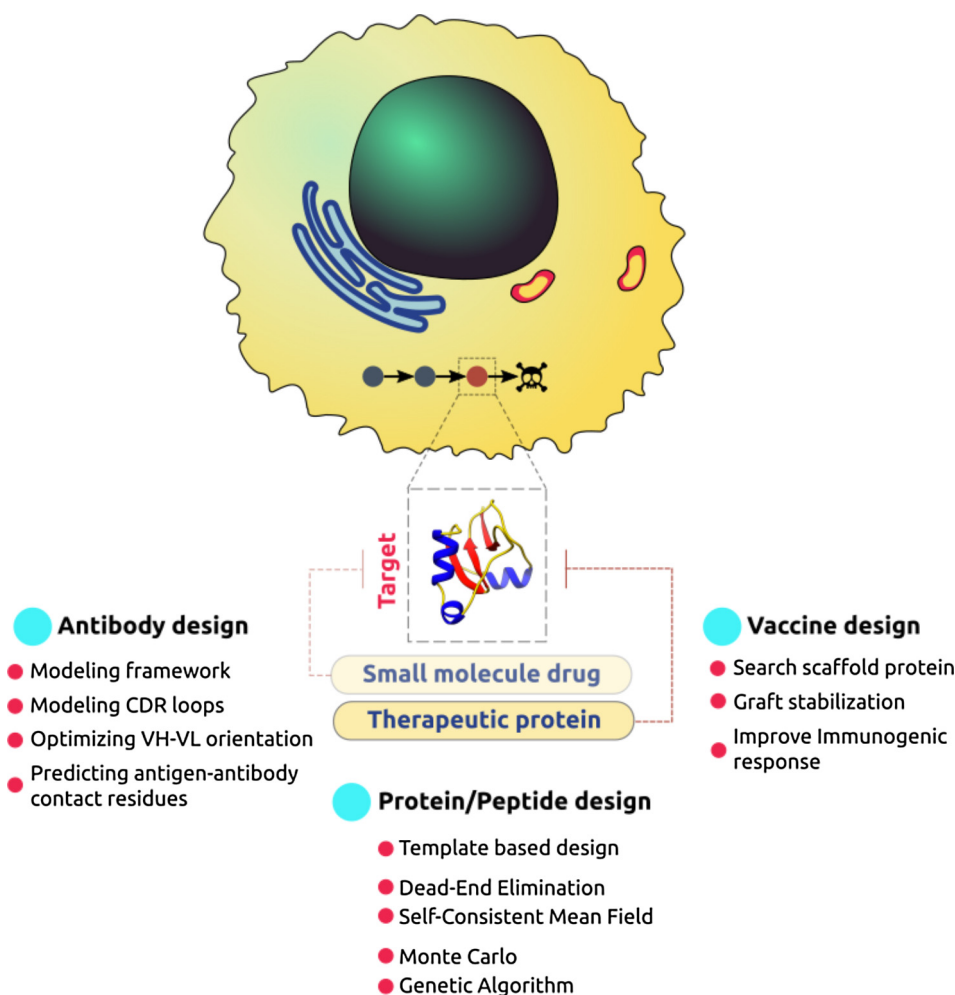 Target
Small molecule drug
Therapeutic protein
Antibody design
Modeling framework
Modeling CDR loops
Optimizing VH-VL orientation
Predicting antigen-antibody
contact residues
Vaccine design
Search scaffold protein
Graft stabilization
Improve Immunogenic
response
Protein/Peptide design
Template based design
Dead-End Elimination
Self-Consistent Mean Field
Monte Carlo
Genetic Algorithm